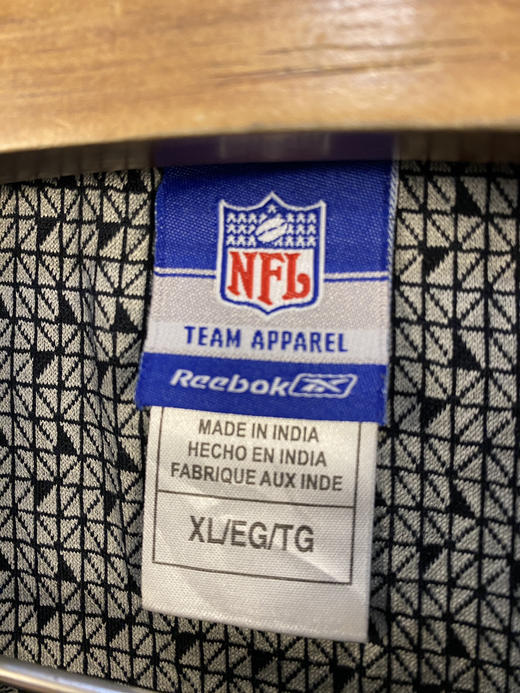 NFL
TEAM APPAREL
Reebok
MADE IN INDIA
HECHO EN INDIA
FABRIQUE AUX INDE
XL/EG/TG